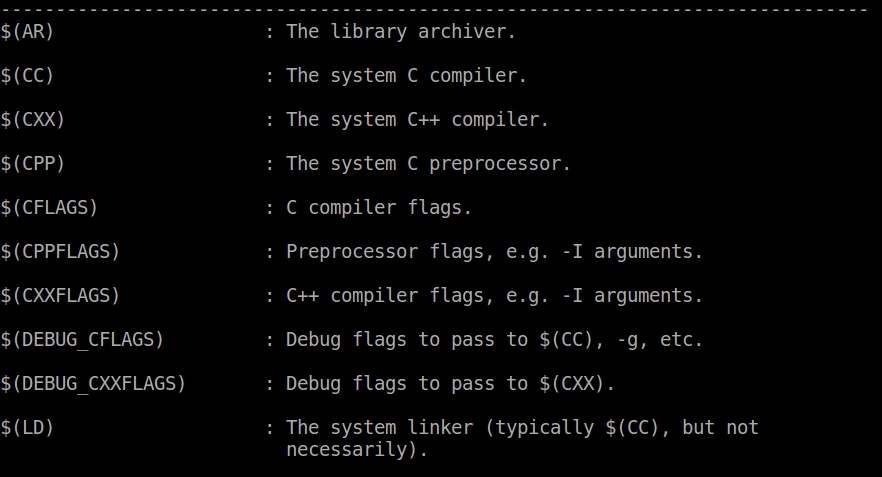 -------------------------------------------------------------------------------
$(AR)                   : The library archiver.
$(CC)                   : The system C compiler.
$(CXX)                  : The system C++ compiler.
$(CPP)                  : The system C preprocessor.
$(CFLAGS)               : C compiler flags.
$(CPPFLAGS)             : Preprocessor flags, e.g. -I arguments.
$(CXXFLAGS)             : C++ compiler flags, e.g. -I arguments.
$(DEBUG_CFLAGS)         : Debug flags to pass to $(CC), -g, etc.
$(DEBUG_CXXFLAGS)       : Debug flags to pass to $(CXX).
$(LD)                   : The system linker (typically $(CC), but not
                          necessarily).